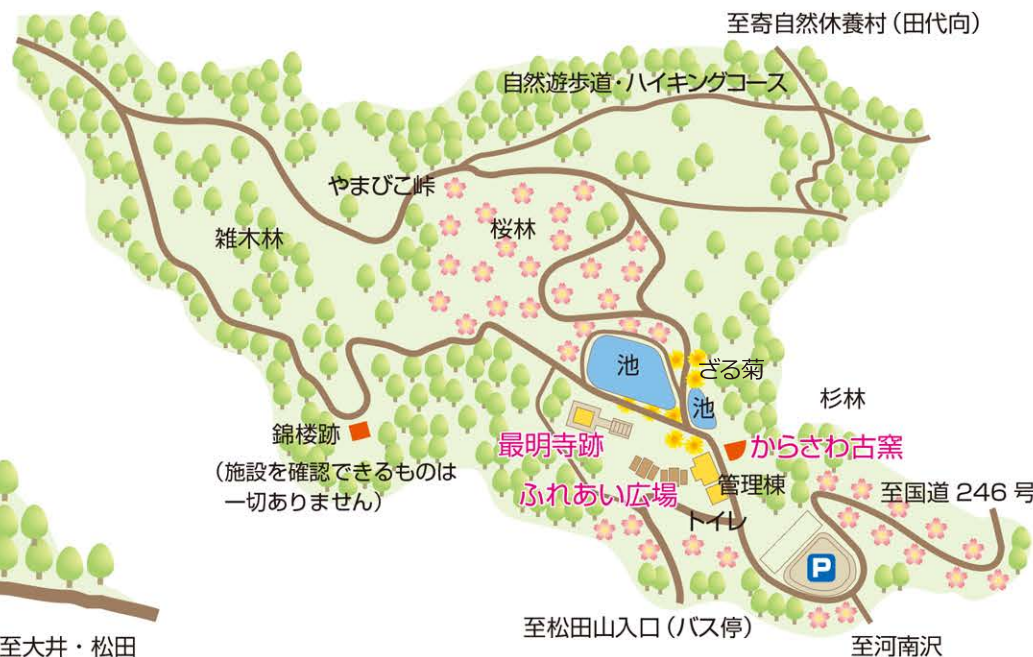 至寄自然休養村（田代向）
自然遊歩道・ハイキングコース
やまびこ峠
雑木林
桜林
池
ざる菊
池
杉林
錦楼跡
（施設を確認できるものは
一切ありません）
最明寺跡
からさわ古窯
ふれあい広場
管理棟
至国道 246 号
トイレ
P
至松田山入口（バス停）
至河南沢
至大井・松田